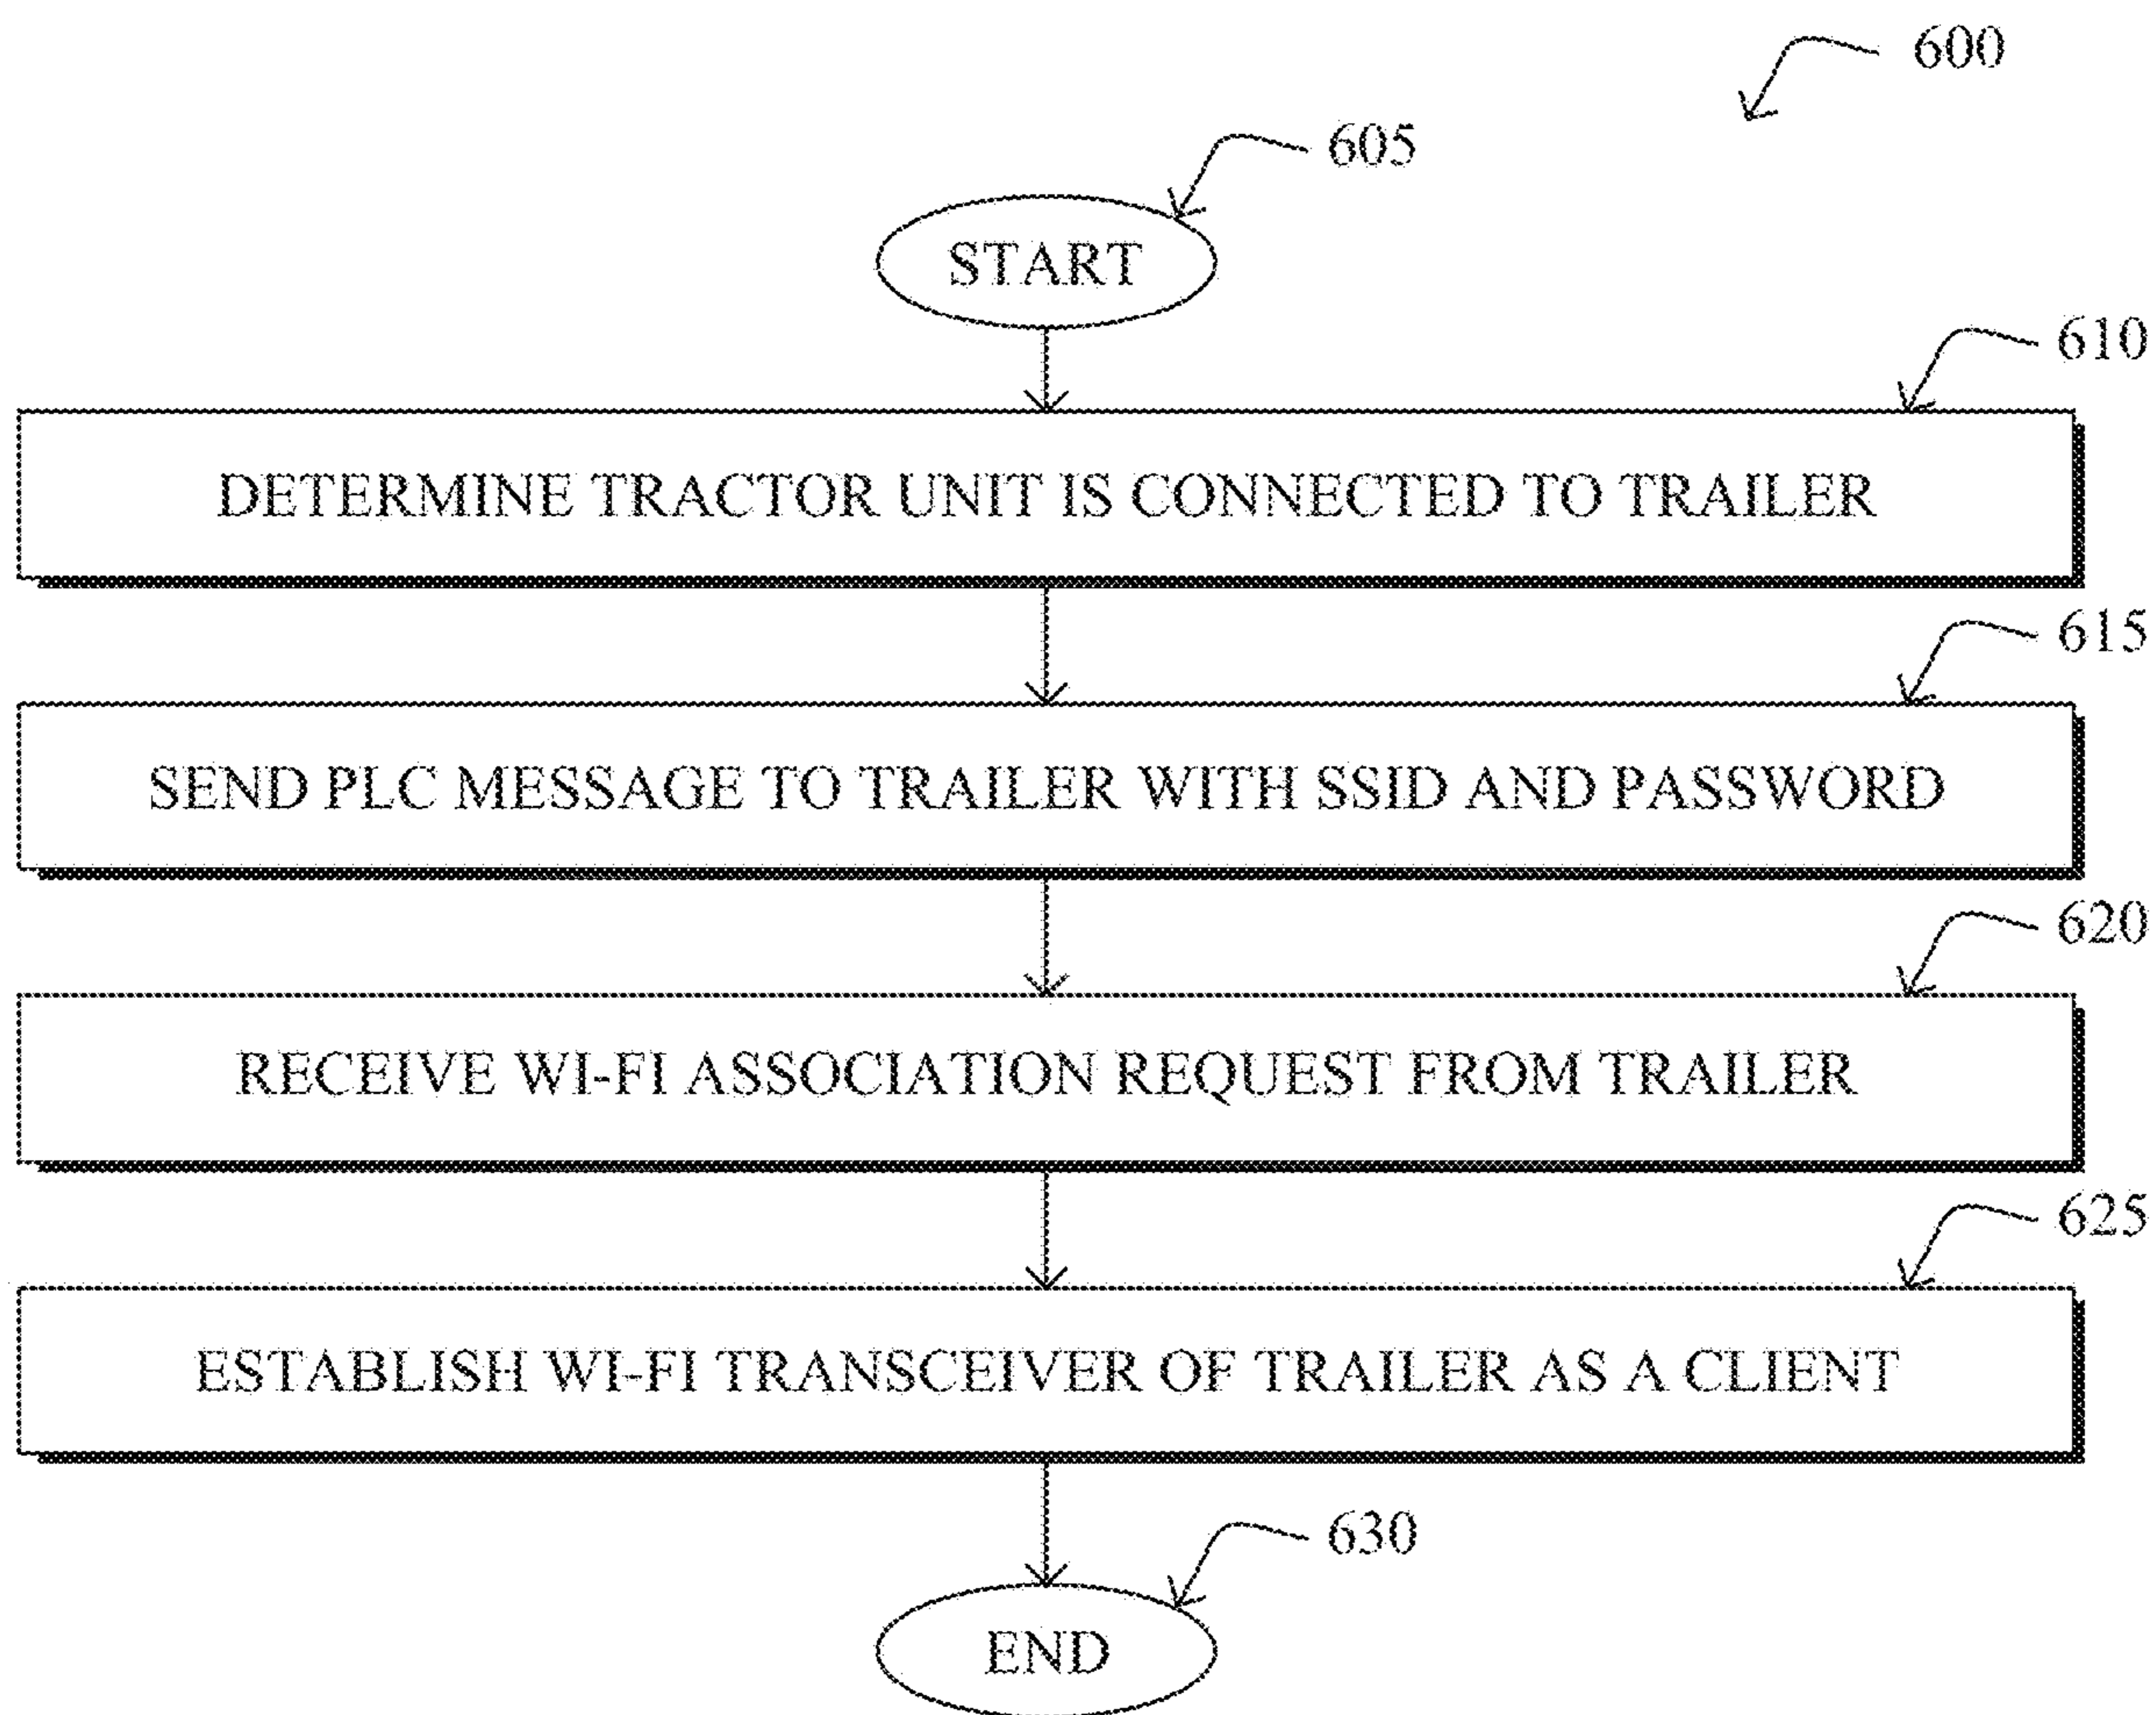 600
605
START
610
DETERMINE TRACTOR UNIT IS CONNECTED TO TRAILER
615
SEND PLC MESSAGE TO TRAILER WITH SSID AND PASSWORD
620
RECEIVE WI-FI ASSOCIATION REQUEST FROM TRAILER
625
ESTABLISH WI-FI TRANSCEIVER OF TRAILER AS A CLIENT
630
END